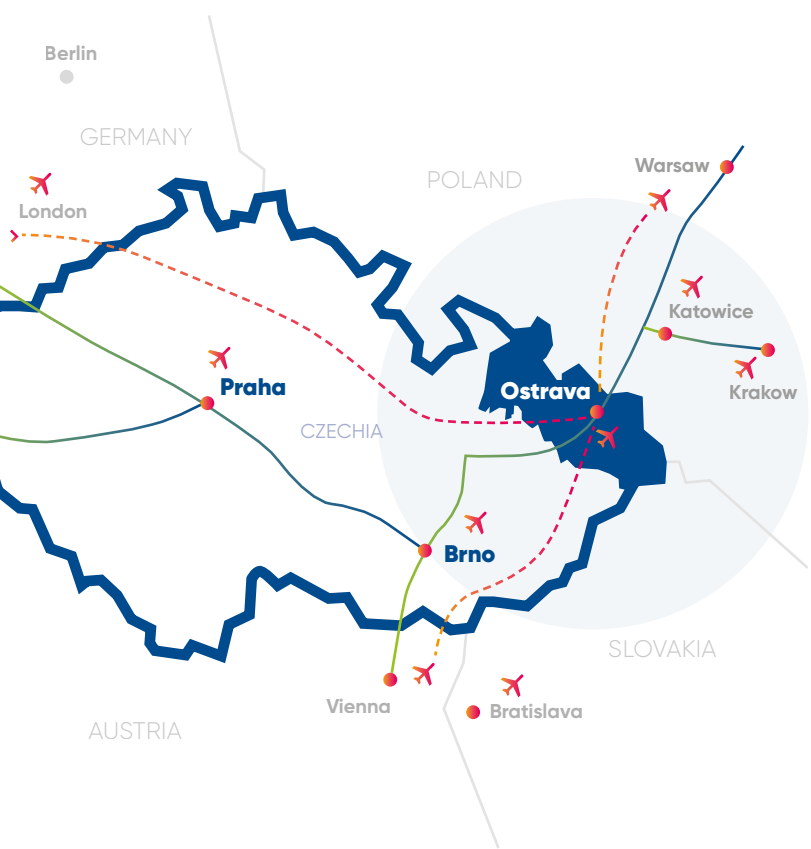 Berlin
GERMANY
Warsaw
POLAND
London
Katowice
Praha
Ostrava
Krakow
CZECHIA
Brno
SLOVAKIA
Vienna
Bratislava
AUSTRIA